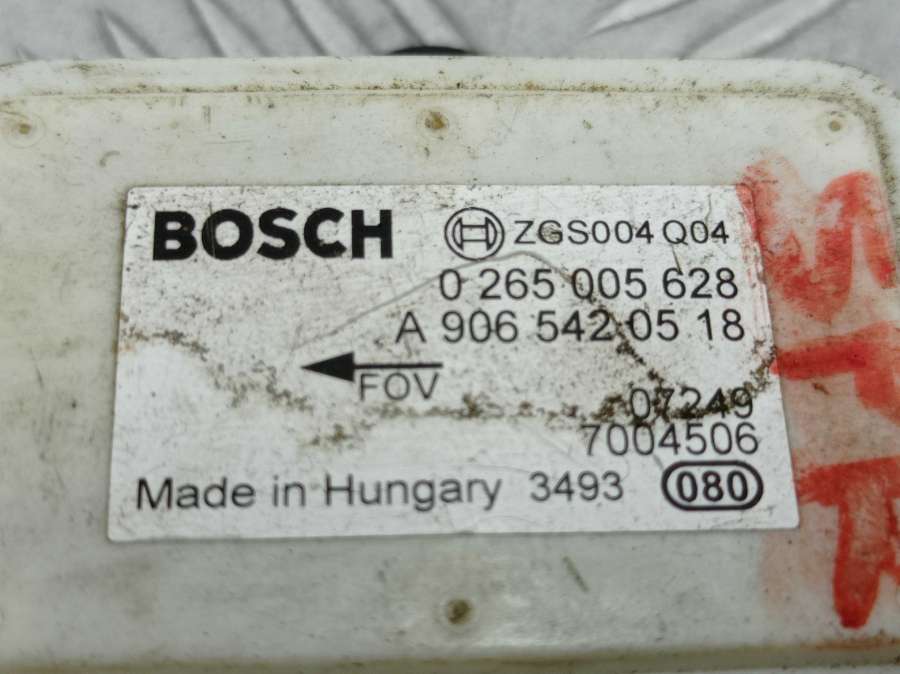 BOSCH ZGS004 Q04
0 265 005 628
A 906 542 05 18
FOV
07249
7004506
Made in Hungary 3493 080